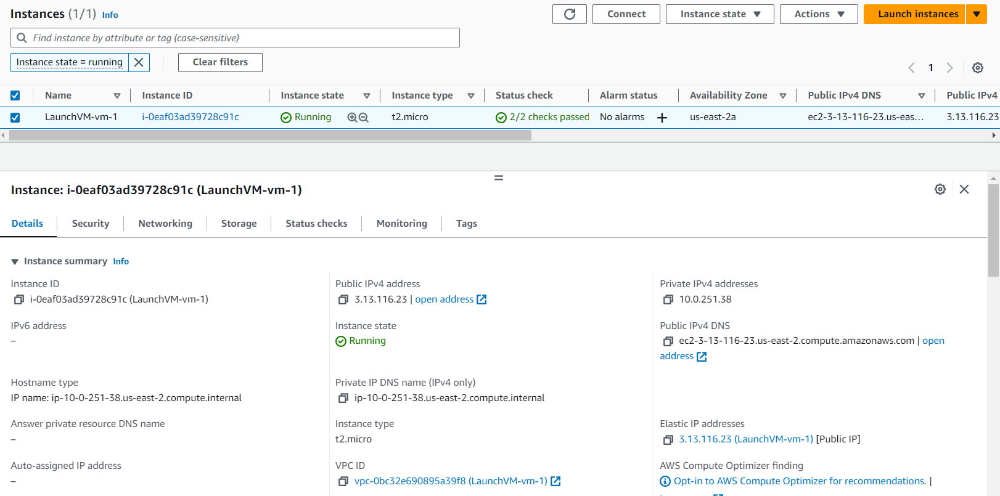 Instances (1/1) Info
Connect
Instance state
Actions
Launch instances
Find instance by attribute or tag (case-sensitive)
Instance state = running
Clear filters
1
Name Instance ID Instance state Instance type Status check Alarm status Availability Zone Public IPv4 DNS Public IPv4
LaunchVM-vm-1 i-0eaf03ad39728c91c Running t2.micro 2/2 checks passed No alarms us-east-2a ec2-3-13-116-23.us-eas... 3.13.116.23
Instance: i-0eaf03ad39728c91c (LaunchVM-vm-1)
Details Security Networking Storage Status checks Monitoring Tags
Instance summary Info
Instance ID
i-0eaf03ad39728c91c (LaunchVM-vm-1)
Public IPv4 address
3.13.116.23 | open address
Private IPv4 addresses
10.0.251.38
IPv6 address
–
Instance state
Running
Public IPv4 DNS
ec2-3-13-116-23.us-east-2.compute.amazonaws.com | open
address
Hostname type
IP name: ip-10-0-251-38.us-east-2.compute.internal
Private IP DNS name (IPv4 only)
ip-10-0-251-38.us-east-2.compute.internal
Answer private resource DNS name
–
Instance type
t2.micro
Elastic IP addresses
3.13.116.23 (LaunchVM-vm-1) [Public IP]
Auto-assigned IP address
–
VPC ID
vpc-0bc32e690895a39f8 (LaunchVM-vm-1)
AWS Compute Optimizer finding
Opt-in to AWS Compute Optimizer for recommendations. |